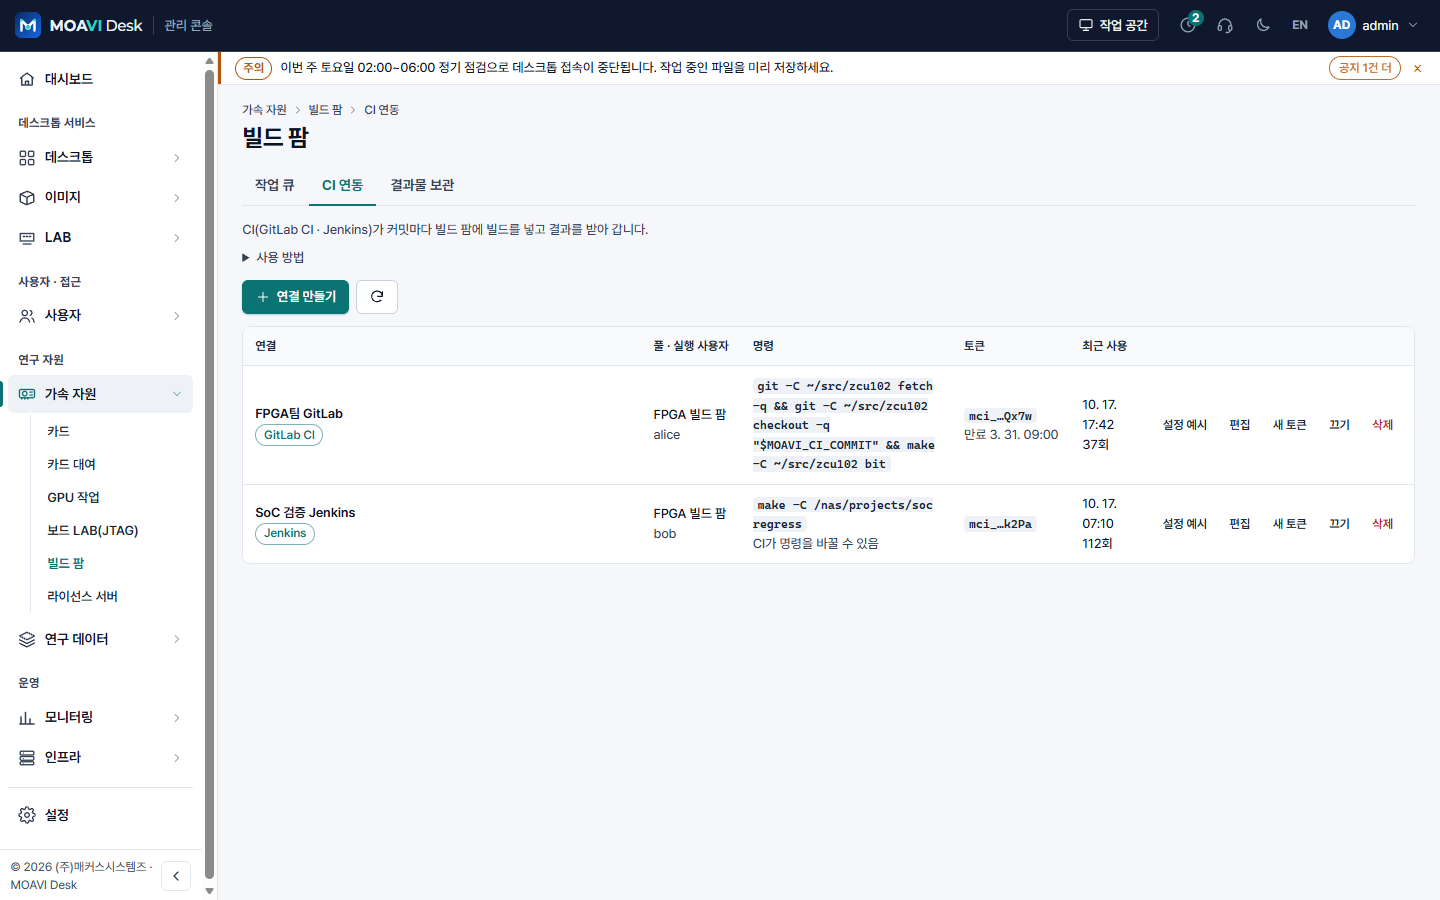 MOAVI Desk 관리 콘솔
작업 공간
2
EN
AD admin
대시보드
데스크톱 서비스
데스크톱
이미지
LAB
사용자 · 접근
사용자
연구 자원
가속 자원
카드
카드 대여
GPU 작업
보드 LAB(JTAG)
빌드 팜
라이선스 서버
연구 데이터
운영
모니터링
인프라
설정
© 2026 (주)매커스시스템즈 ·
MOAVI Desk
주의 이번 주 토요일 02:00~06:00 정기 점검으로 데스크톱 접속이 중단됩니다. 작업 중인 파일을 미리 저장하세요. 공지 1건 더 ×
가속 자원 > 빌드 팜 > CI 연동
빌드 팜
작업 큐 CI 연동 결과물 보관
CI(GitLab CI · Jenkins)가 커밋마다 빌드 팜에 빌드를 넣고 결과를 받아 갑니다.
▶ 사용 방법
+ 연결 만들기
연결 풀 · 실행 사용자 명령 토큰 최근 사용
FPGA팀 GitLab
GitLab CI
FPGA 빌드 팜
alice
git -C ~/src/zcu102 fetch
-q && git -C ~/src/zcu102
checkout -q
"$MOAVI_CI_COMMIT" && make
-C ~/src/zcu102 bit
mci_…Qx7w
만료 3. 31. 09:00
10. 17.
17:42
37회
설정 예시 편집 새 토큰 끄기 삭제
SoC 검증 Jenkins
Jenkins
FPGA 빌드 팜
bob
make -C /nas/projects/soc
regress
CI가 명령을 바꿀 수 있음
mci_…k2Pa
10. 17.
07:10
112회
설정 예시 편집 새 토큰 끄기 삭제